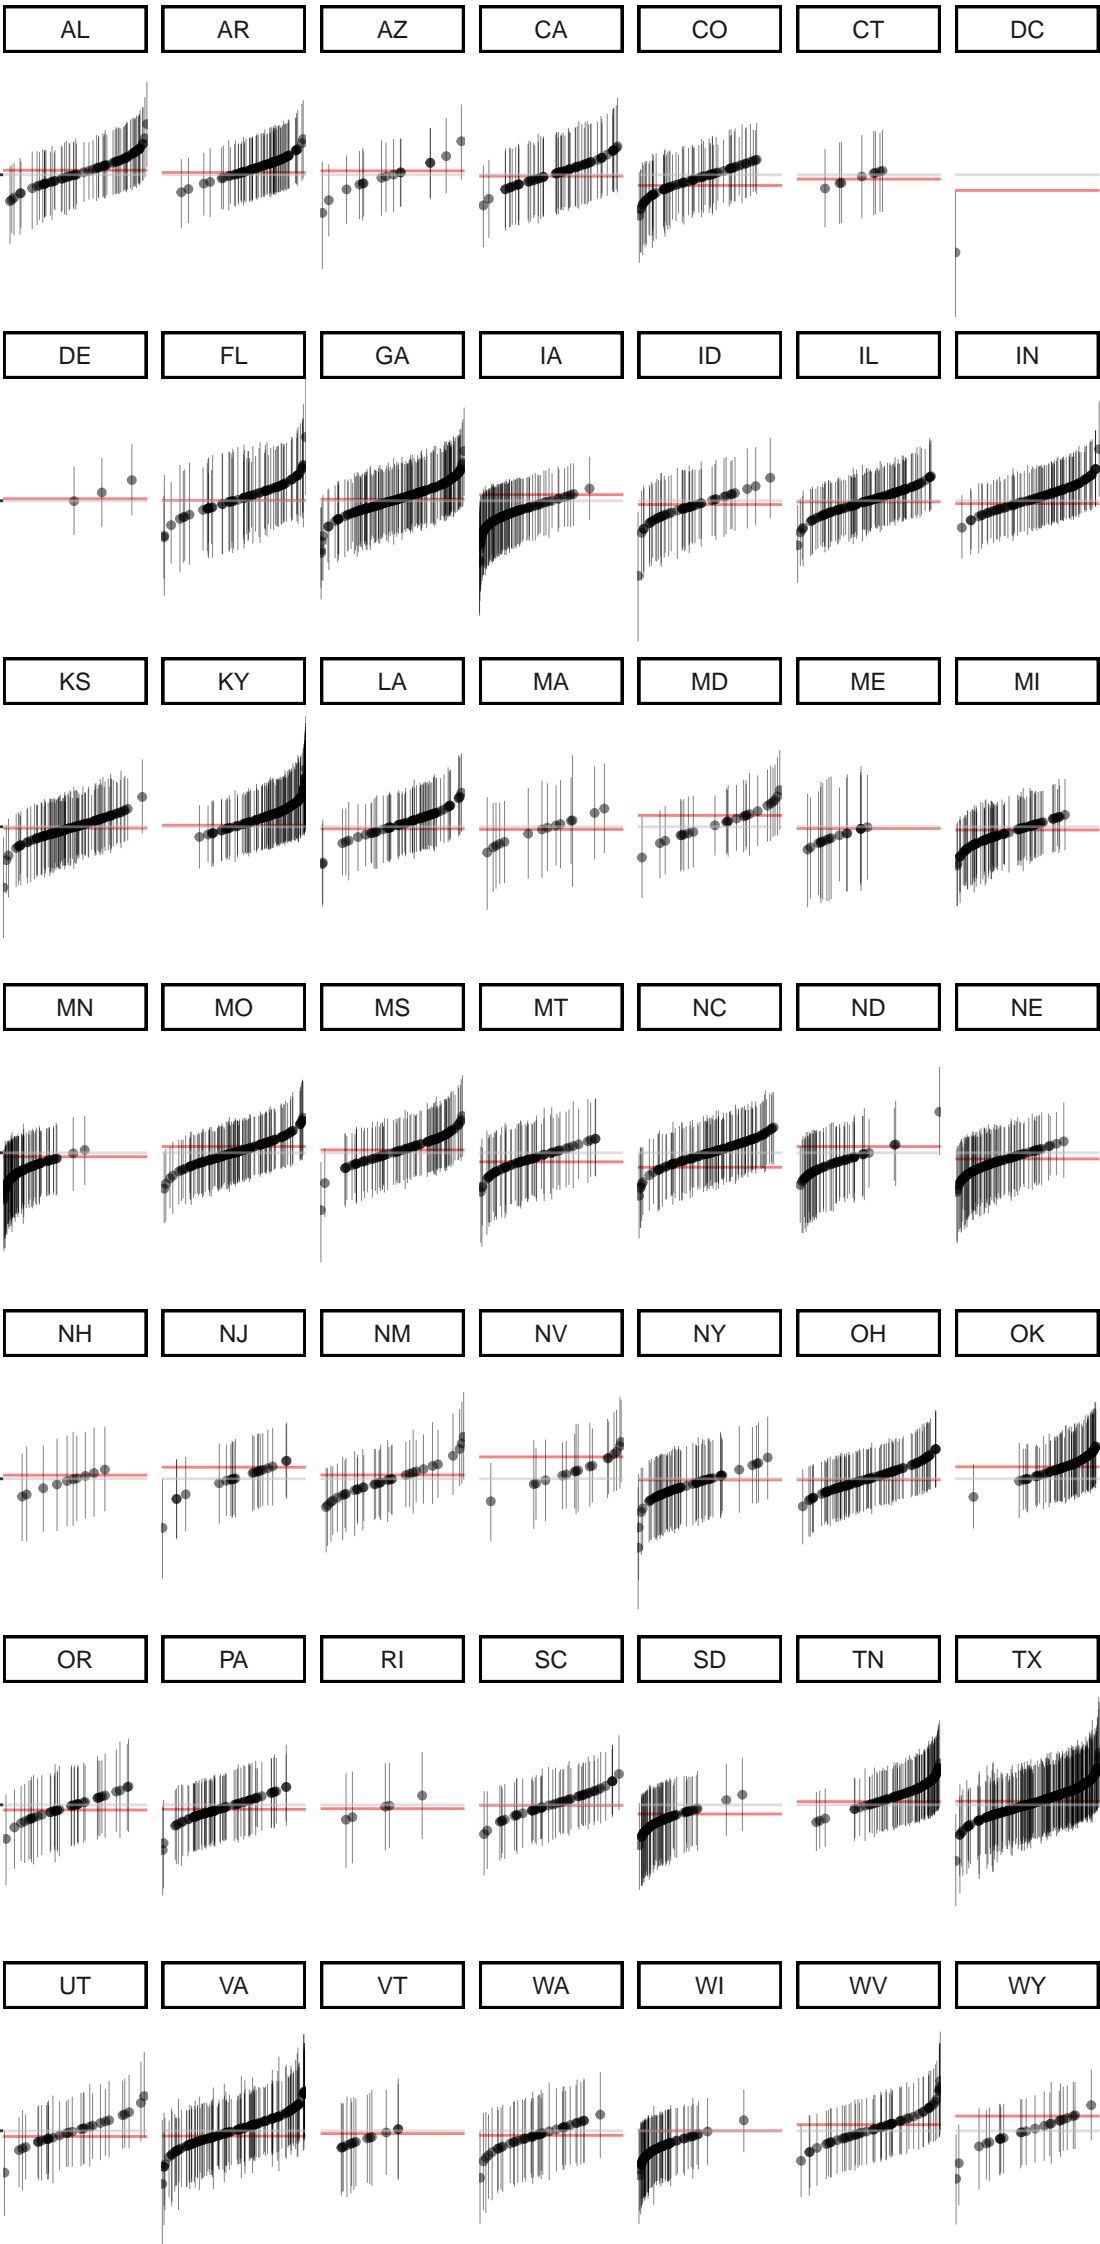 AL AR AZ CA CO CT DC
DE FL GA IA ID IL IN
KS KY LA MA MD ME MI
MN MO MS MT NC ND NE
NH NJ NM NV NY OH OK
OR PA RI SC SD TN TX
UT VA VT WA WI WV WY